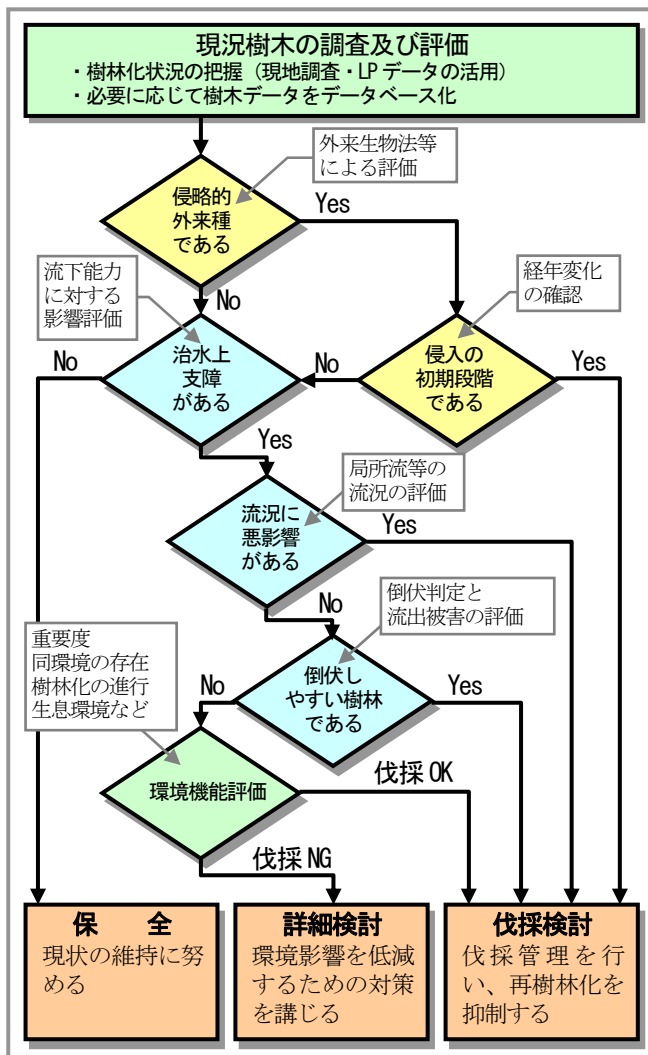 現況樹木の調査及び評価
・樹林化状況の把握（現地調査・LPデータの活用）
・必要に応じて樹木データをデータベース化
外来生物法等
による評価
侵略的
外来種
である
Yes
流下能力
に対する
影響評価
No
経年変化
の確認
No
治水上
支障
がある
No
侵入の
初期段階
である
Yes
Yes
局所流等の
流況の評価
流況に
悪影響
がある
Yes
No
倒伏判定と
流出被害の評価
重要度
同環境の存在
樹林化の進行
生息環境など
No
倒伏し
やすい樹林
である
Yes
環境機能評価
伐採OK
伐採NG
保　全
現状の維持に努
める
詳細検討
環境影響を低減
するための対策
を講じる
伐採検討
伐採管理を行
い、再樹林化を
抑制する